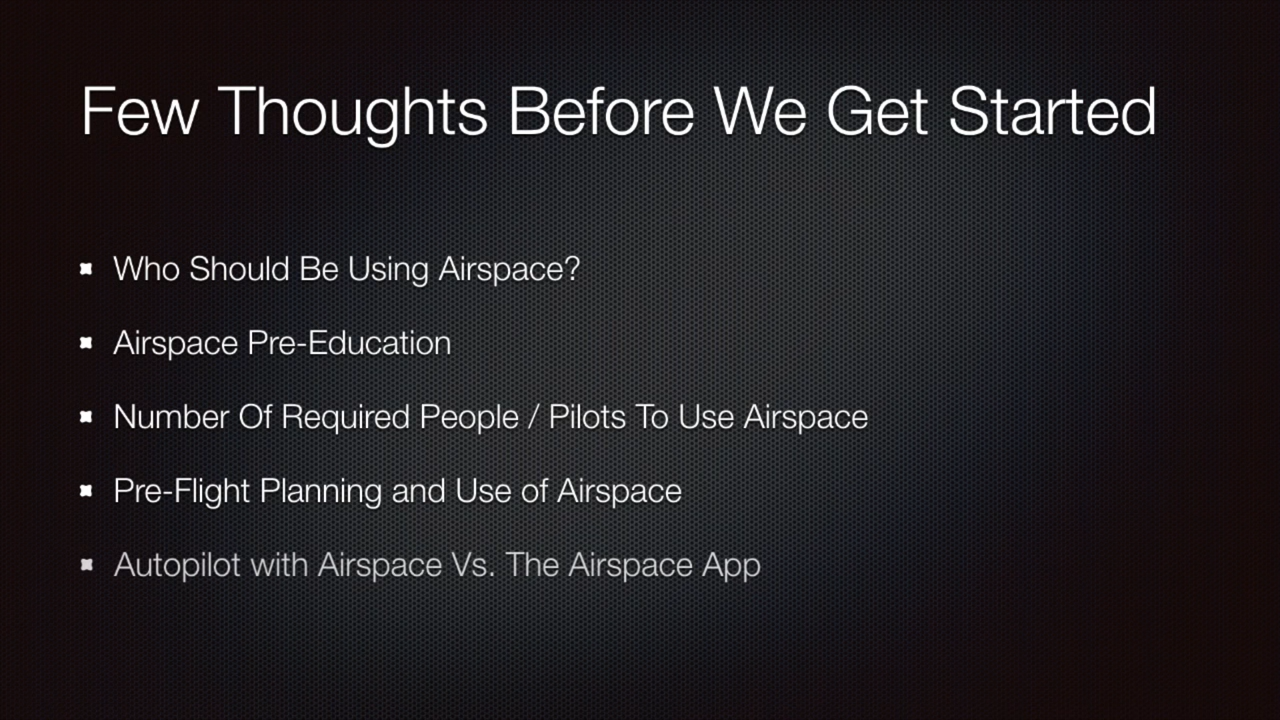 Few Thoughts Before We Get Started
Who Should Be Using Airspace?
Airspace Pre-Education
Number Of Required People / Pilots To Use Airspace
Pre-Flight Planning and Use of Airspace
Autopilot with Airspace Vs. The Airspace App